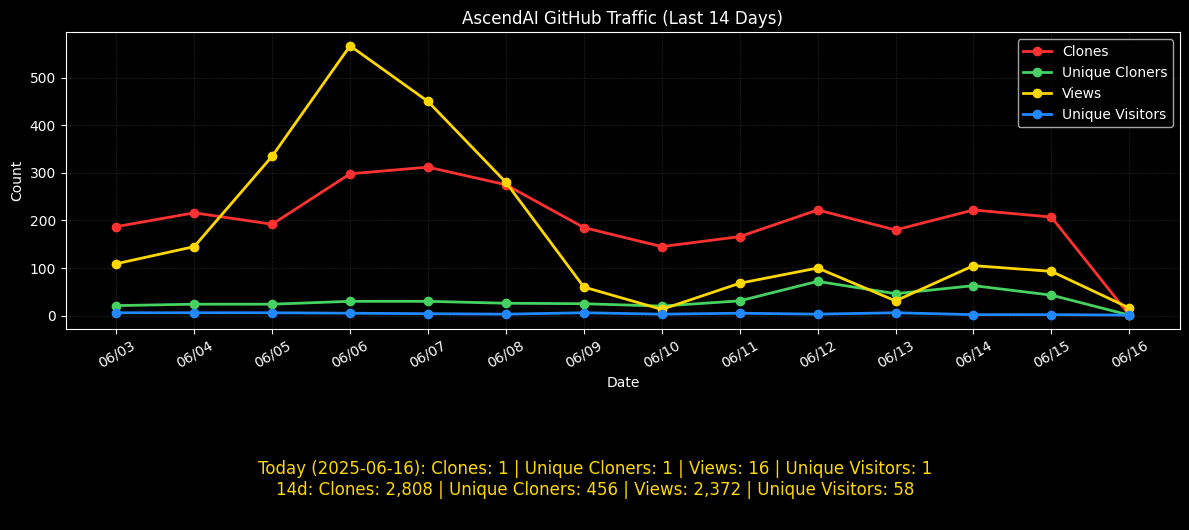 AscendAI GitHub Traffic (Last 14 Days)
Clones
Unique Cloners
Views
Unique Visitors
Count
500
400
300
200
100
0
06/03 06/04 06/05 06/06 06/07 06/08 06/09 06/10 06/11 06/12 06/13 06/14 06/15 06/16
Date
Today (2025-06-16): Clones: 1 | Unique Cloners: 1 | Views: 16 | Unique Visitors: 1
14d: Clones: 2,808 | Unique Cloners: 456 | Views: 2,372 | Unique Visitors: 58